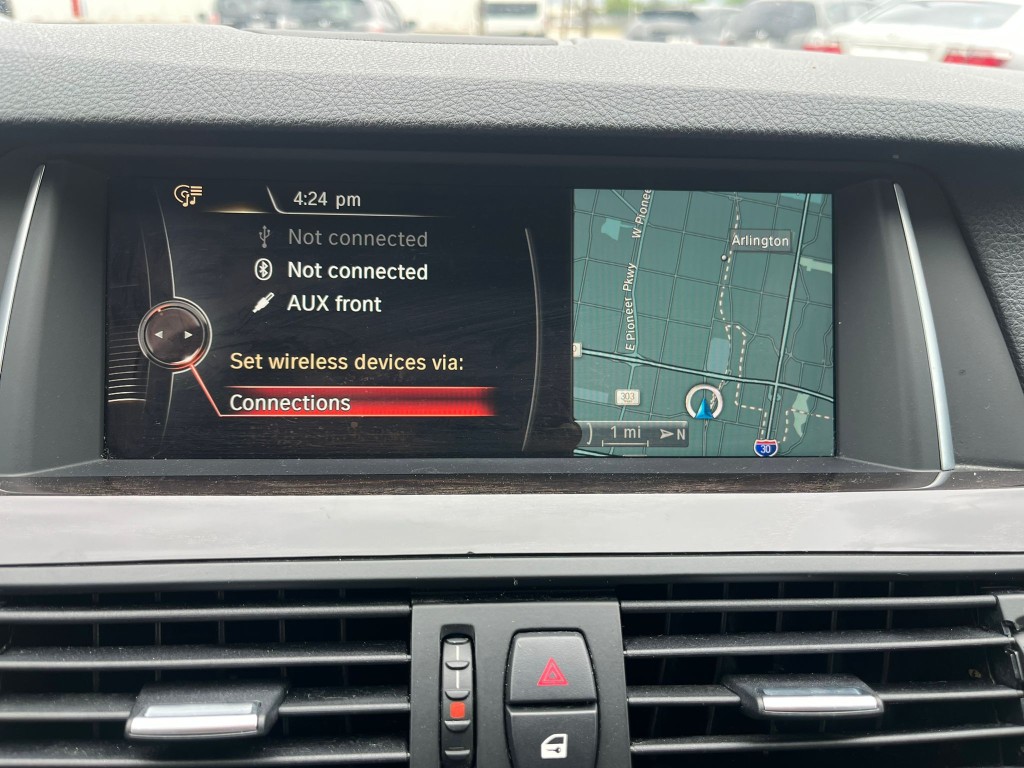 4:24 pm
Not connected
Not connected
AUX front
Set wireless devices via:
Connections
W Pionee
Arlington
E Pioneer Pkwy
303
1 mi
N
30